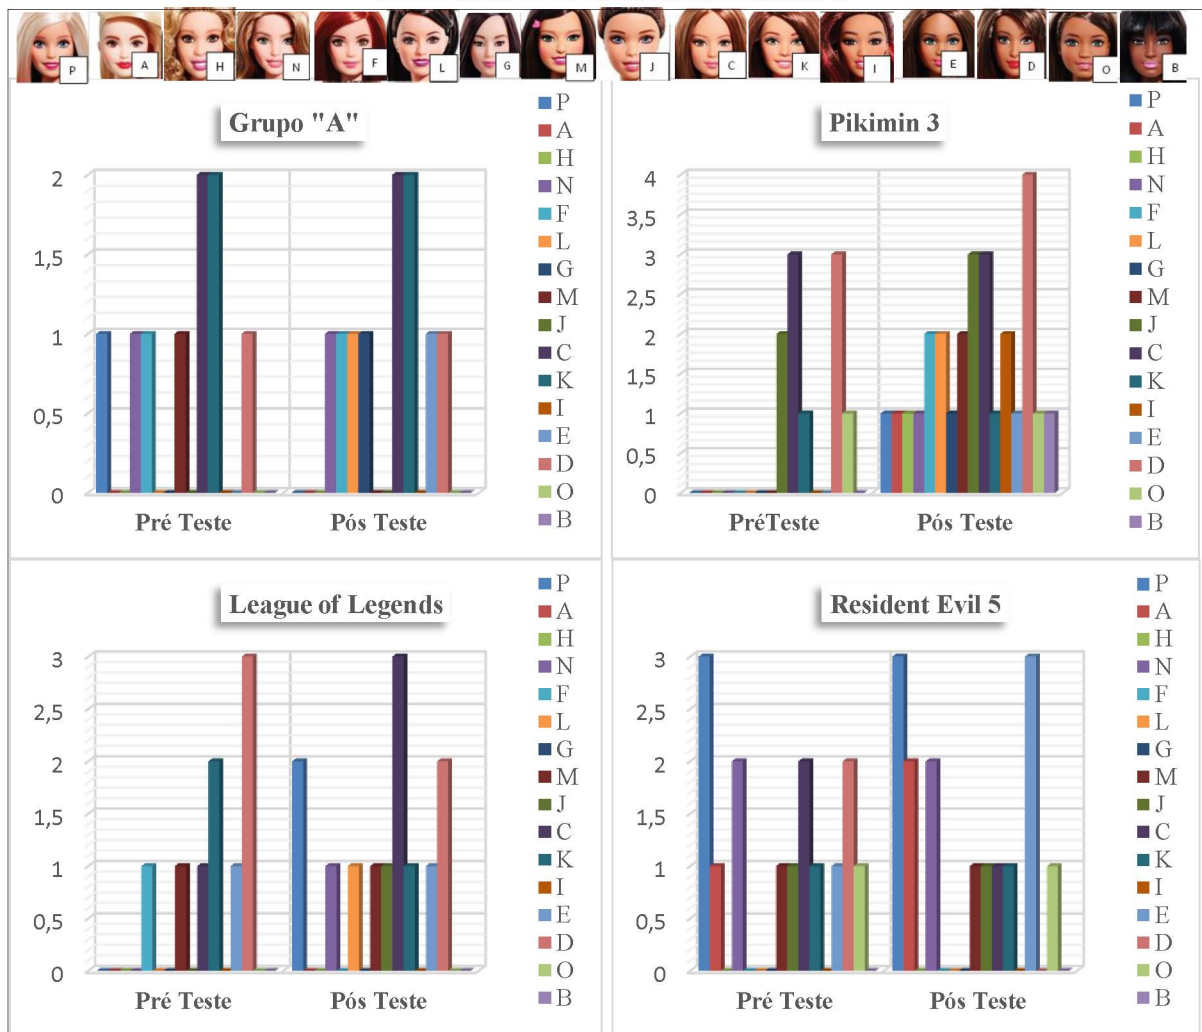 P A H N F L G M J C K I E D O B
Grupo "A"
2
1,5
1
0,5
0
Pré Teste Pós Teste
P
A
H
N
F
L
G
M
J
C
K
I
E
D
O
B
Pikimin 3
4
3,5
3
2,5
2
1,5
1
0,5
0
PréTeste Pós Teste
P
A
H
N
F
L
G
M
J
C
K
I
E
D
O
B
League of Legends
3
2,5
2
1,5
1
0,5
0
Pré Teste Pós Teste
P
A
H
N
F
L
G
M
J
C
K
I
E
D
O
B
Resident Evil 5
3
2,5
2
1,5
1
0,5
0
Pré Teste Pós Teste
P
A
H
N
F
L
G
M
J
C
K
I
E
D
O
B